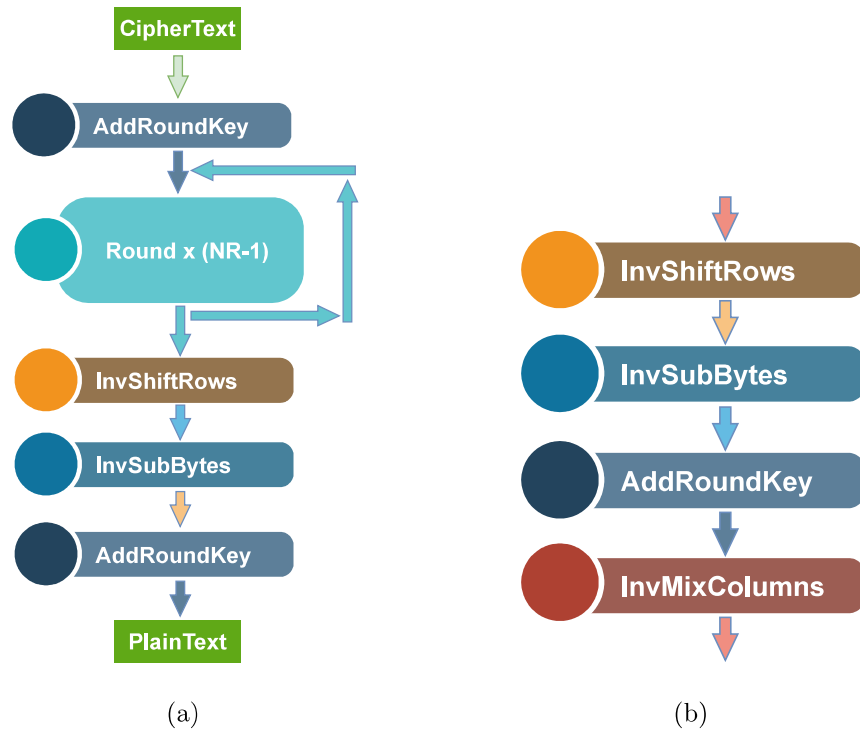 CipherText
AddRoundKey
Round x (NR-1)
InvShiftRows
InvSubBytes
AddRoundKey
PlainText
(a)
InvShiftRows
InvSubBytes
AddRoundKey
InvMixColumns
(b)